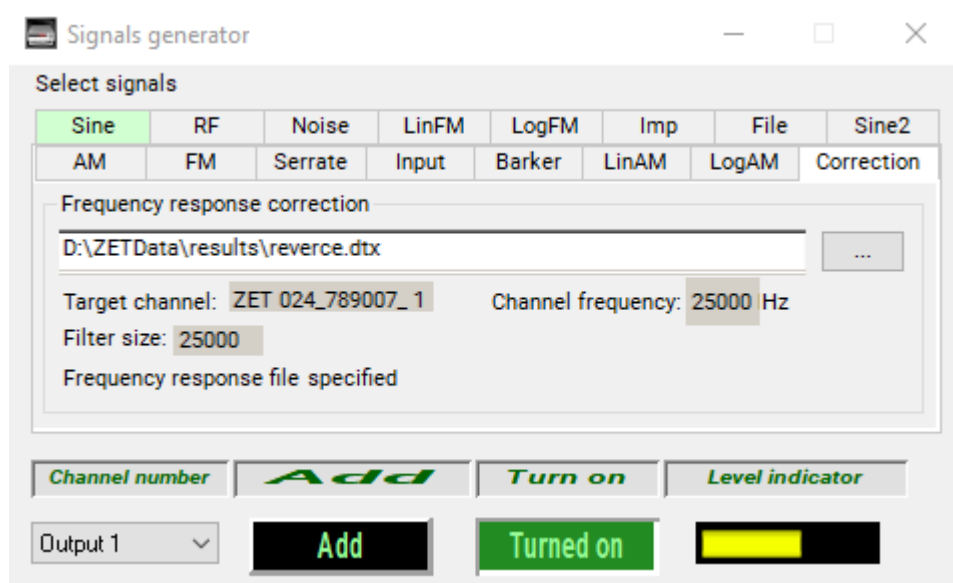 Signals generator
Select signals
Sine RF Noise LinFM LogFM Imp File Sine2
AM FM Serrate Input Barker LinAM LogAM Correction
Frequency response correction
D:\ZETData\results\reverce.dtx ...
Target channel: ZET 024_789007_ 1 Channel frequency: 25000 Hz
Filter size: 25000
Frequency response file specified
Channel number Add Turn on Level indicator
Output 1 Add Turned on